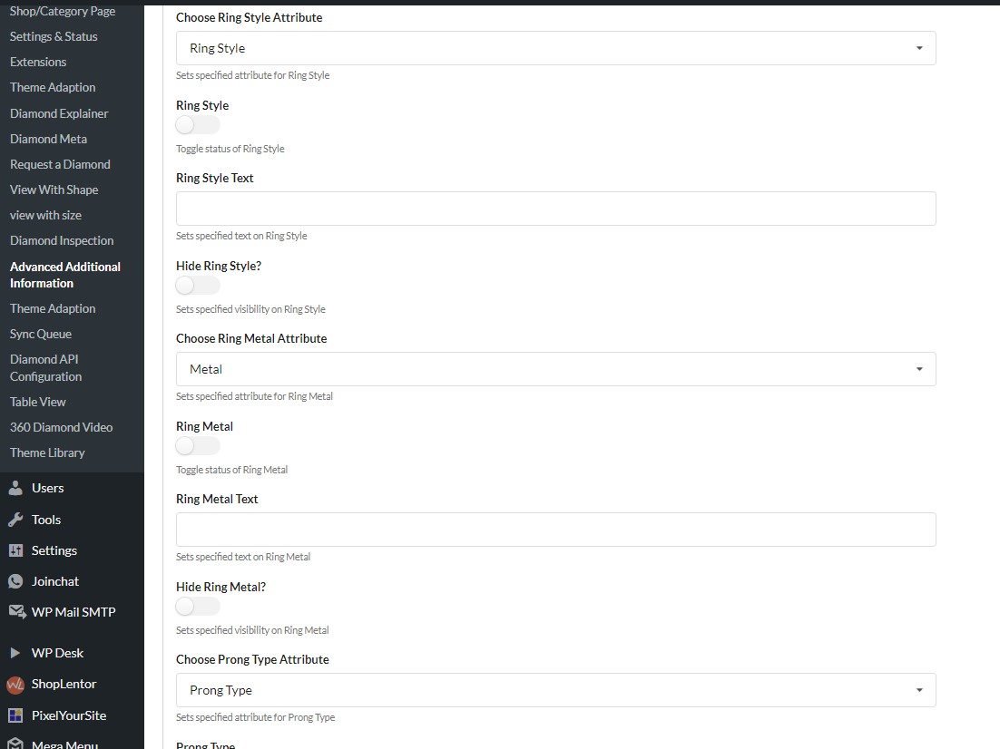 Shop/Category Page
Settings & Status
Extensions
Theme Adaption
Diamond Explainer
Diamond Meta
Request a Diamond
View With Shape
view with size
Diamond Inspection
Advanced Additional
Information
Theme Adaption
Sync Queue
Diamond API
Configuration
Table View
360 Diamond Video
Theme Library
Users
Tools
Settings
Joinchat
WP Mail SMTP
WP Desk
ShopLentor
PixelYourSite
Mega Menu
Choose Ring Style Attribute
Ring Style
Sets specified attribute for Ring Style
Ring Style
Toggle status of Ring Style
Ring Style Text
Sets specified text on Ring Style
Hide Ring Style?
Sets specified visibility on Ring Style
Choose Ring Metal Attribute
Metal
Sets specified attribute for Ring Metal
Ring Metal
Toggle status of Ring Metal
Ring Metal Text
Sets specified text on Ring Metal
Hide Ring Metal?
Sets specified visibility on Ring Metal
Choose Prong Type Attribute
Prong Type
Sets specified attribute for Prong Type
Prong Type